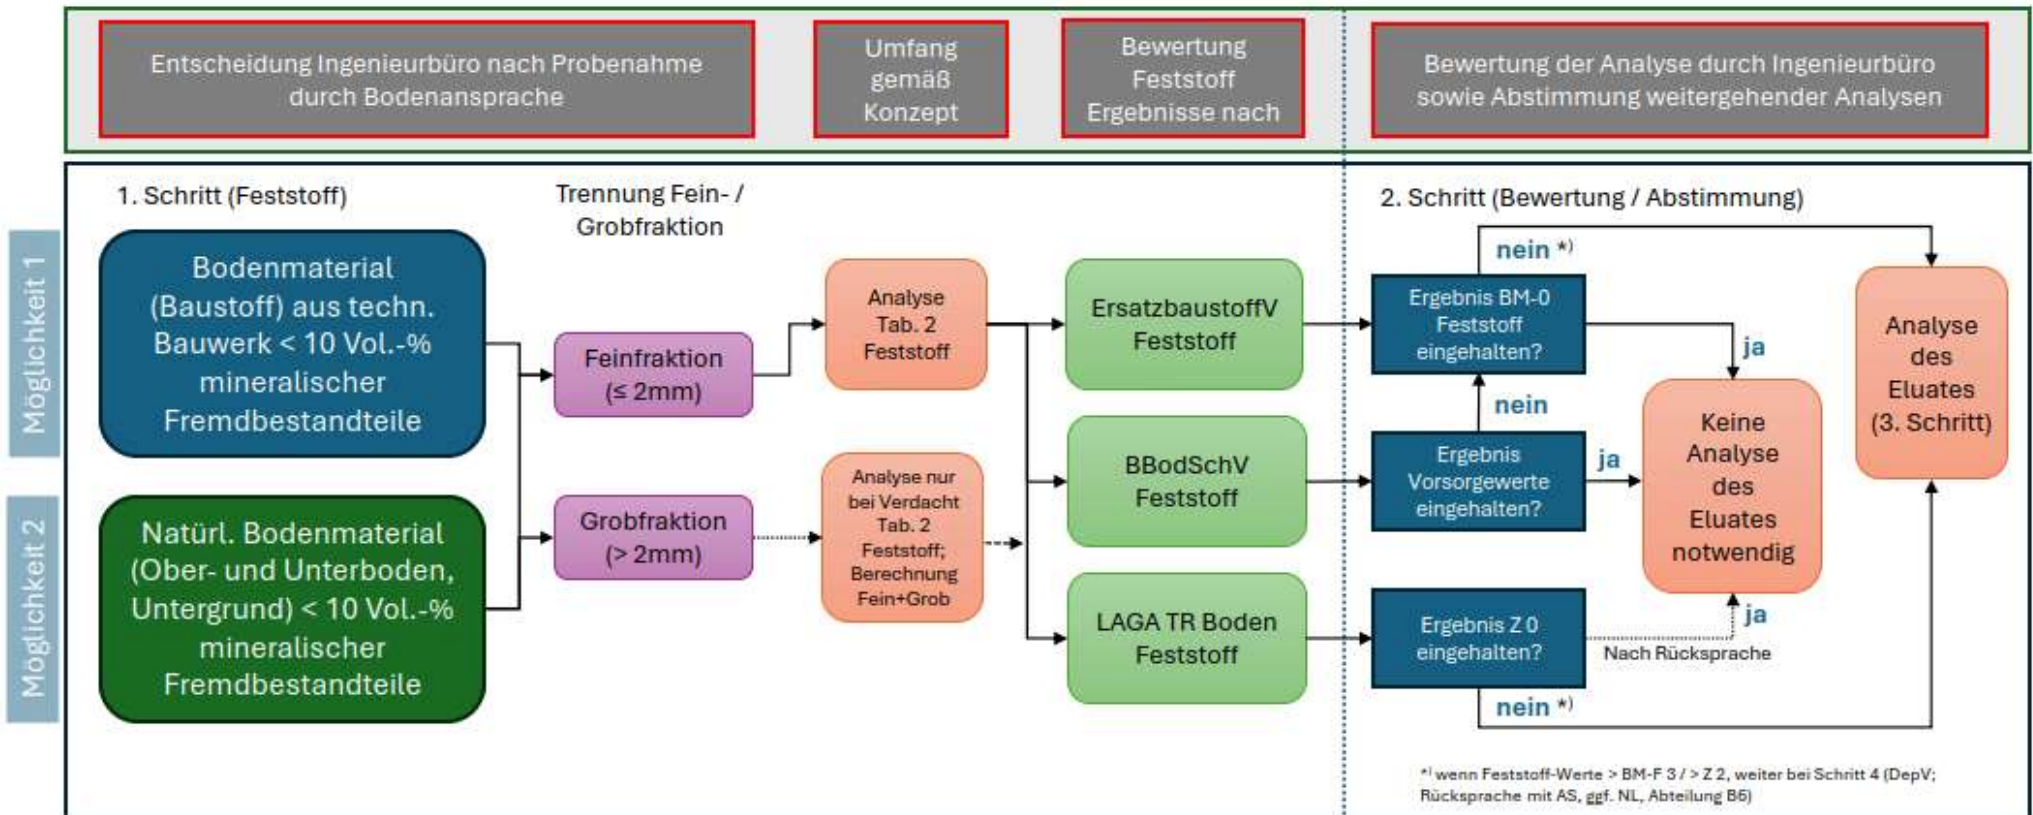 Entscheidung Ingenieurbüro nach Probenahme
durch Bodenansprache
Umfang
gemäß
Konzept
Bewertung
Feststoff
Ergebnisse nach
Bewertung der Analyse durch Ingenieurbüro
sowie Abstimmung weitergehender Analysen
1. Schritt (Feststoff)
Trennung Fein- /
Grobfraktion
2. Schritt (Bewertung / Abstimmung)
Möglichkeit 1
Bodenmaterial
(Baustoff) aus techn.
Bauwerk < 10 Vol.-%
mineralischer
Fremdbestandteile
Feinfraktion
(≤ 2mm)
Analyse
Tab. 2
Feststoff
ErsatzbaustoffV
Feststoff
nein *)
Ergebnis BM-0
Feststoff
eingehalten?
ja
Analyse
des
Eluates
(3. Schritt)
nein
Möglichkeit 2
Natürl. Bodenmaterial
(Ober- und Unterboden,
Untergrund) < 10 Vol.-%
mineralischer
Fremdbestandteile
Grobfraktion
(> 2mm)
Analyse nur
bei Verdacht
Tab. 2
Feststoff;
Berechnung
Fein+Grob
BBodSchV
Feststoff
Ergebnis
Vorsorgewerte
eingehalten?
ja
Keine
Analyse
des
Eluates
notwendig
LAGA TR Boden
Feststoff
Ergebnis Z 0
eingehalten?
ja
Nach Rücksprache
nein *)
*) wenn Feststoff-Werte > BM-F 3 / > Z 2, weiter bei Schritt 4 (DepV;
Rücksprache mit AS, ggf. NL, Abteilung B6)